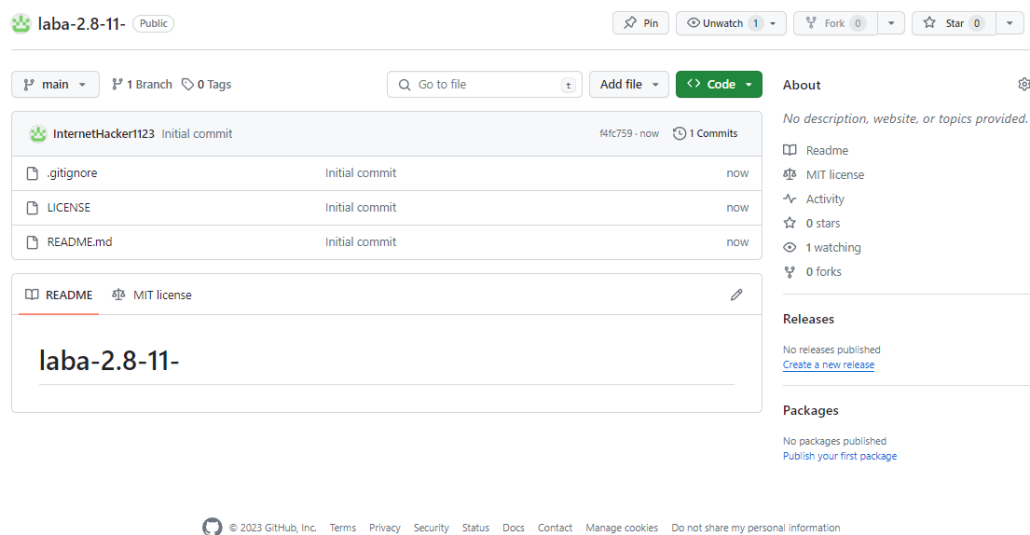 laba-2.8-11- Public Pin Unwatch 1 Fork 0 Star 0
main 1 Branch 0 Tags Go to file t Add file Code
InternetHacker1123 Initial commit f4fc759 · now 1 Commits
.gitignore Initial commit now
LICENSE Initial commit now
README.md Initial commit now
README MIT license
laba-2.8-11-
About
No description, website, or topics provided.
Readme
MIT license
Activity
0 stars
1 watching
0 forks
Releases
No releases published
Create a new release
Packages
No packages published
Publish your first package
© 2023 GitHub, Inc. Terms Privacy Security Status Docs Contact Manage cookies Do not share my personal information